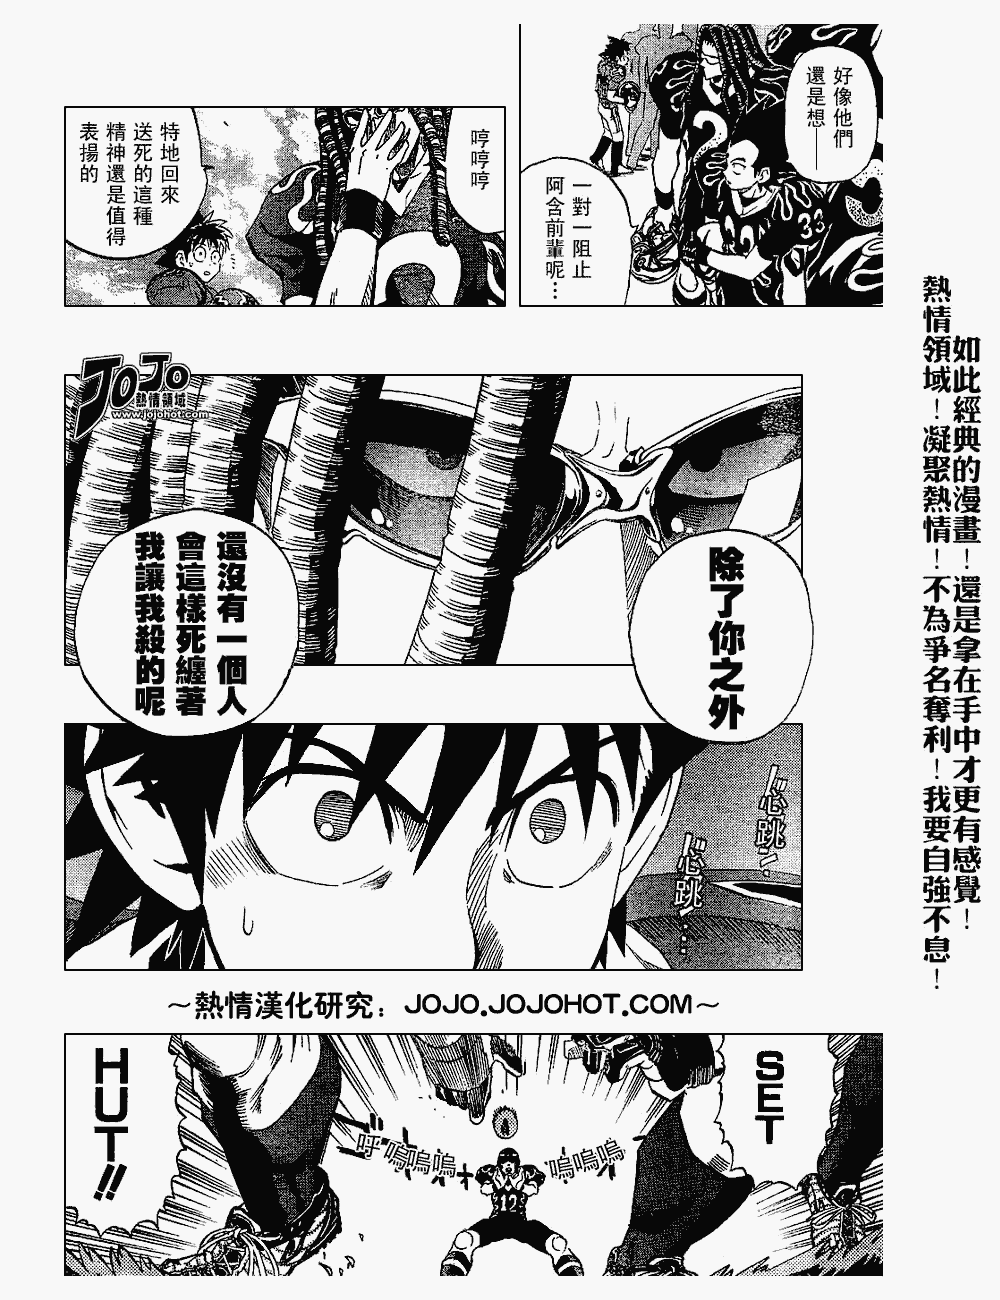 好像他們
還是想——
一對一阻止
阿含前輩呢…
哼哼哼
特地回來
送死的這種
精神還是值得
表揚的
JOJO
熱情領域
www.jojohot.com
除了你之外
還沒有一個人
會這樣死纏著
我讓我殺的呢
心跳!
心跳…
～熱情漢化研究：JOJO.JOJOHOT.COM～
SET
HUT!!
呼嗚嗚嗚
嗚嗚嗚
33
12
如此經典的漫畫！還是拿在手中才更有感覺！
熱情領域！凝聚熱情！不為爭名奪利！我要自強不息！